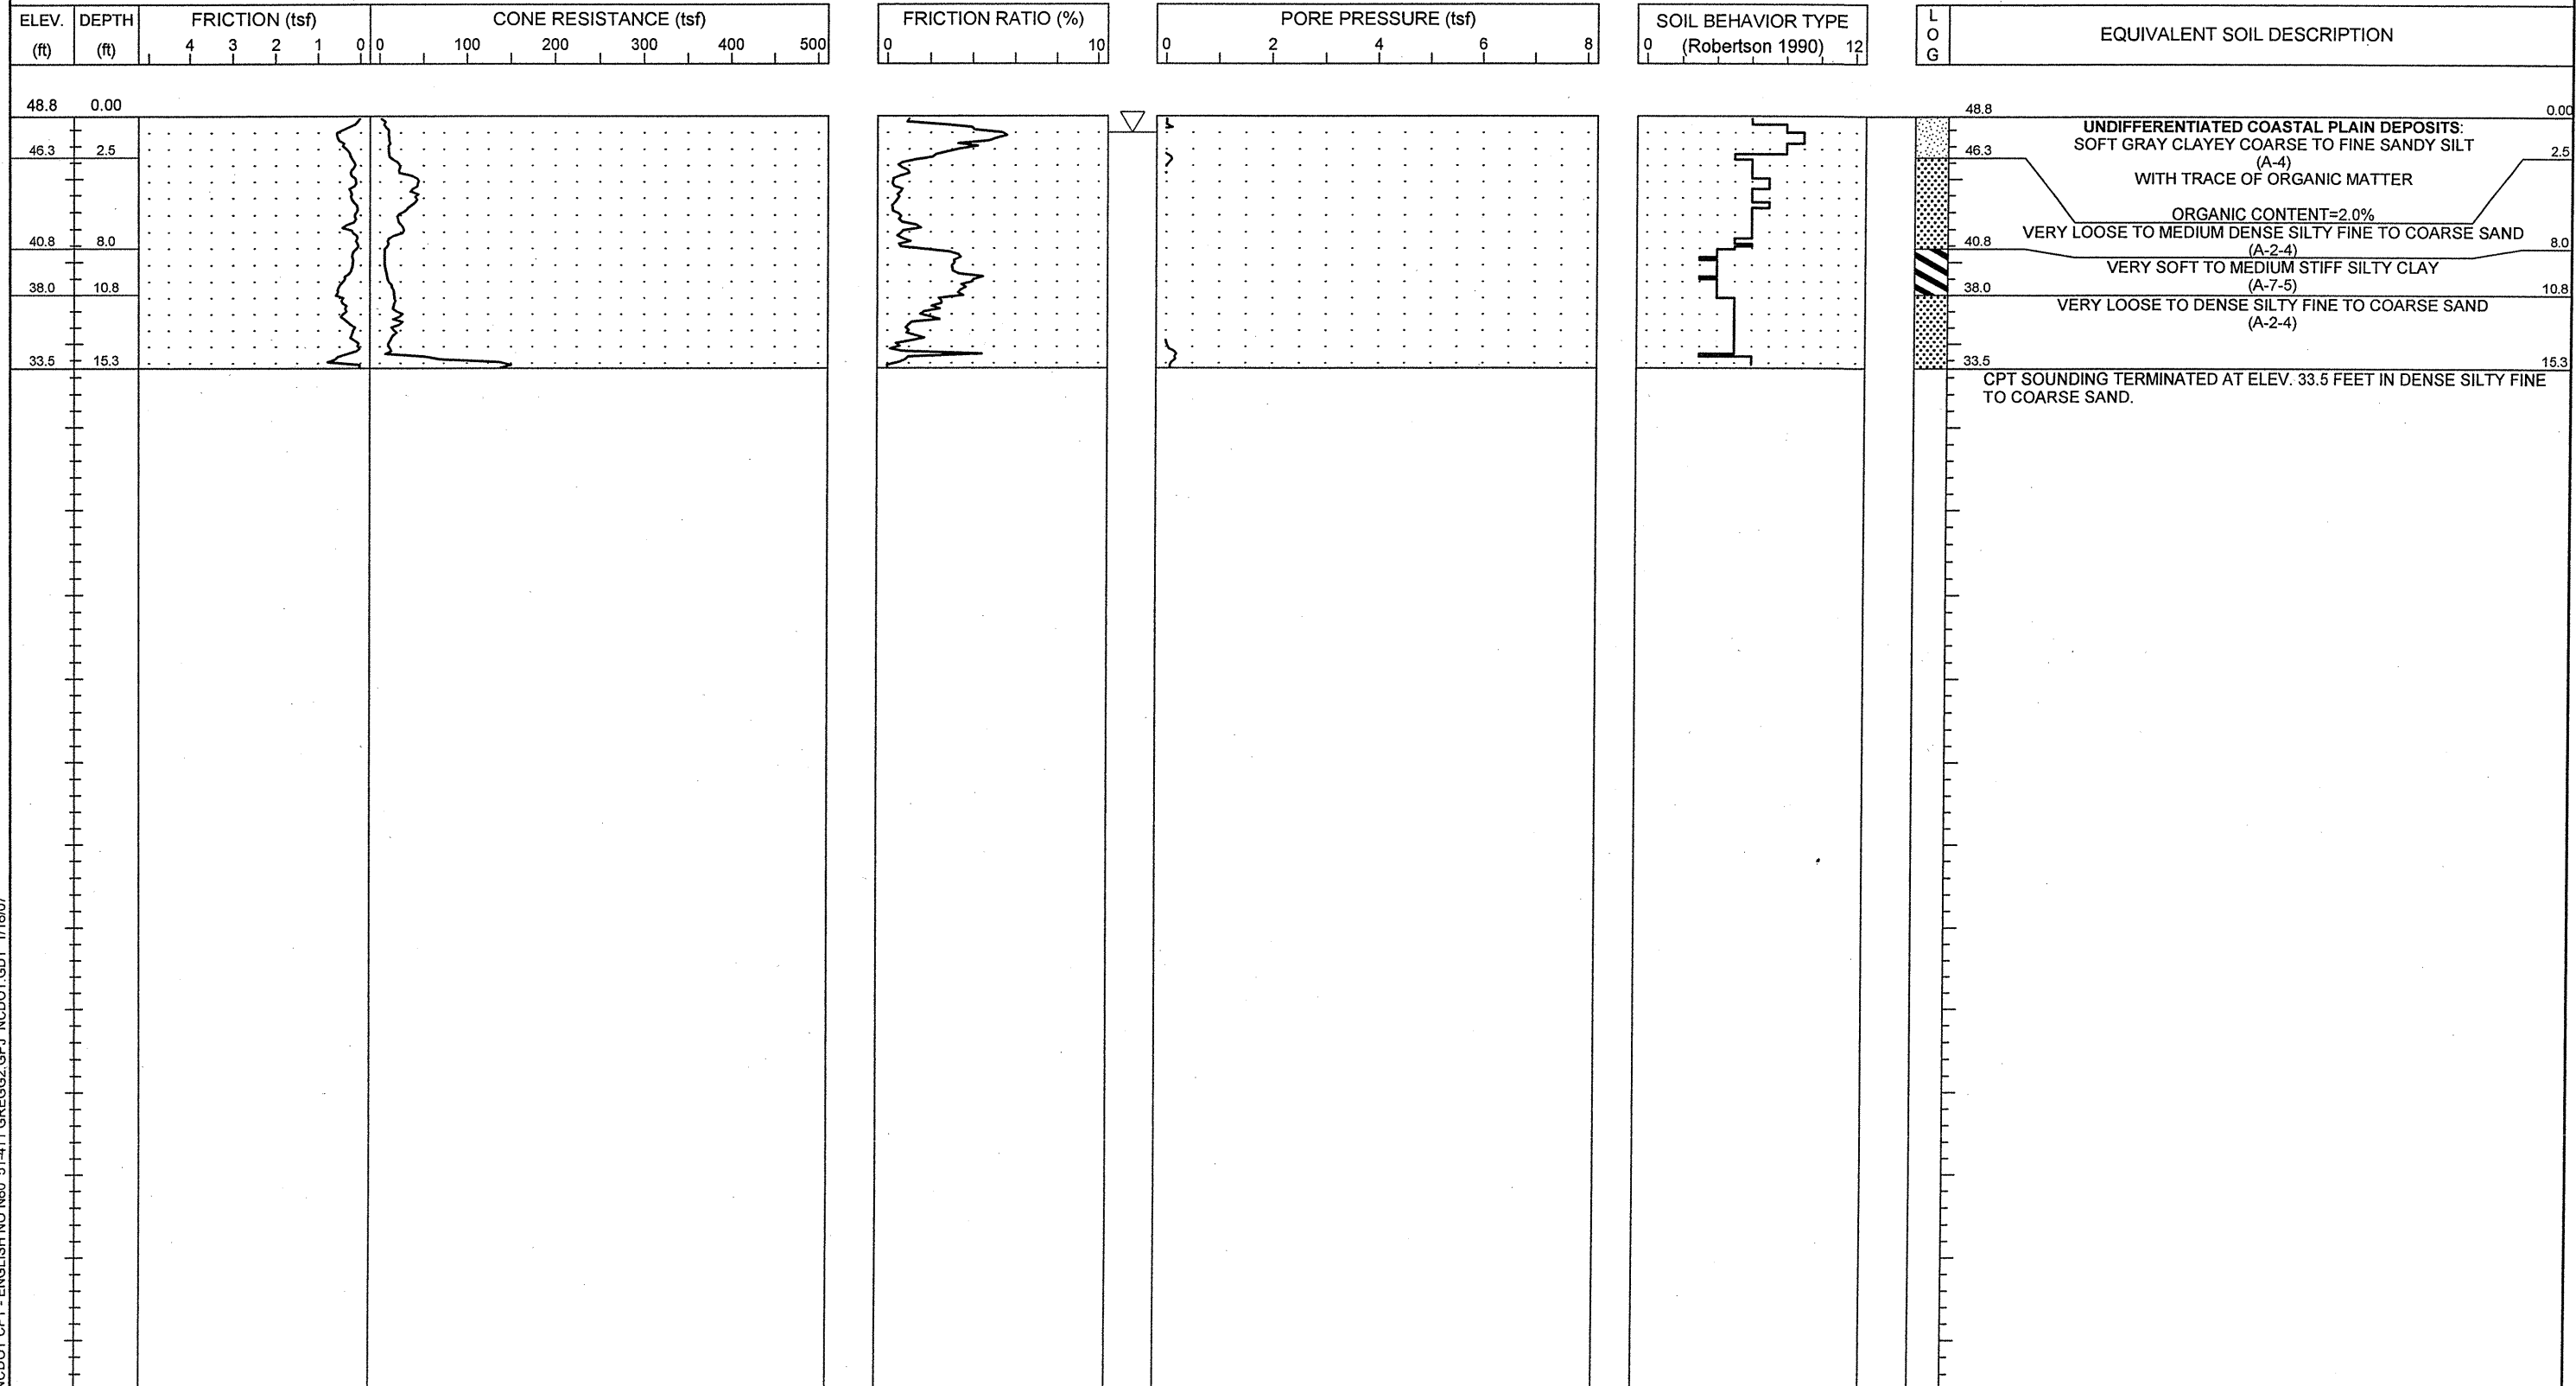 ELEV. DEPTH FRICTION (tsf) CONE RESISTANCE (tsf) FRICTION RATIO (%) PORE PRESSURE (tsf) SOIL BEHAVIOR TYPE L O G EQUIVALENT SOIL DESCRIPTION
(ft) (ft) 4 3 2 1 0 0 100 200 300 400 500 0 10 0 2 4 6 8 0 (Robertson 1990) 12
48.8 0.00 48.8 0.00
UNDIFFERENTIATED COASTAL PLAIN DEPOSITS:
SOFT GRAY CLAYEY COARSE TO FINE SANDY SILT
46.3 2.5 46.3 2.5
(A-4)
WITH TRACE OF ORGANIC MATTER
ORGANIC CONTENT=2.0%
VERY LOOSE TO MEDIUM DENSE SILTY FINE TO COARSE SAND
40.8 8.0 40.8 8.0
(A-2-4)
VERY SOFT TO MEDIUM STIFF SILTY CLAY
(A-7-5)
38.0 10.8 38.0 10.8
VERY LOOSE TO DENSE SILTY FINE TO COARSE SAND
(A-2-4)
33.5 15.3 33.5 15.3
CPT SOUNDING TERMINATED AT ELEV. 33.5 FEET IN DENSE SILTY FINE
TO COARSE SAND.